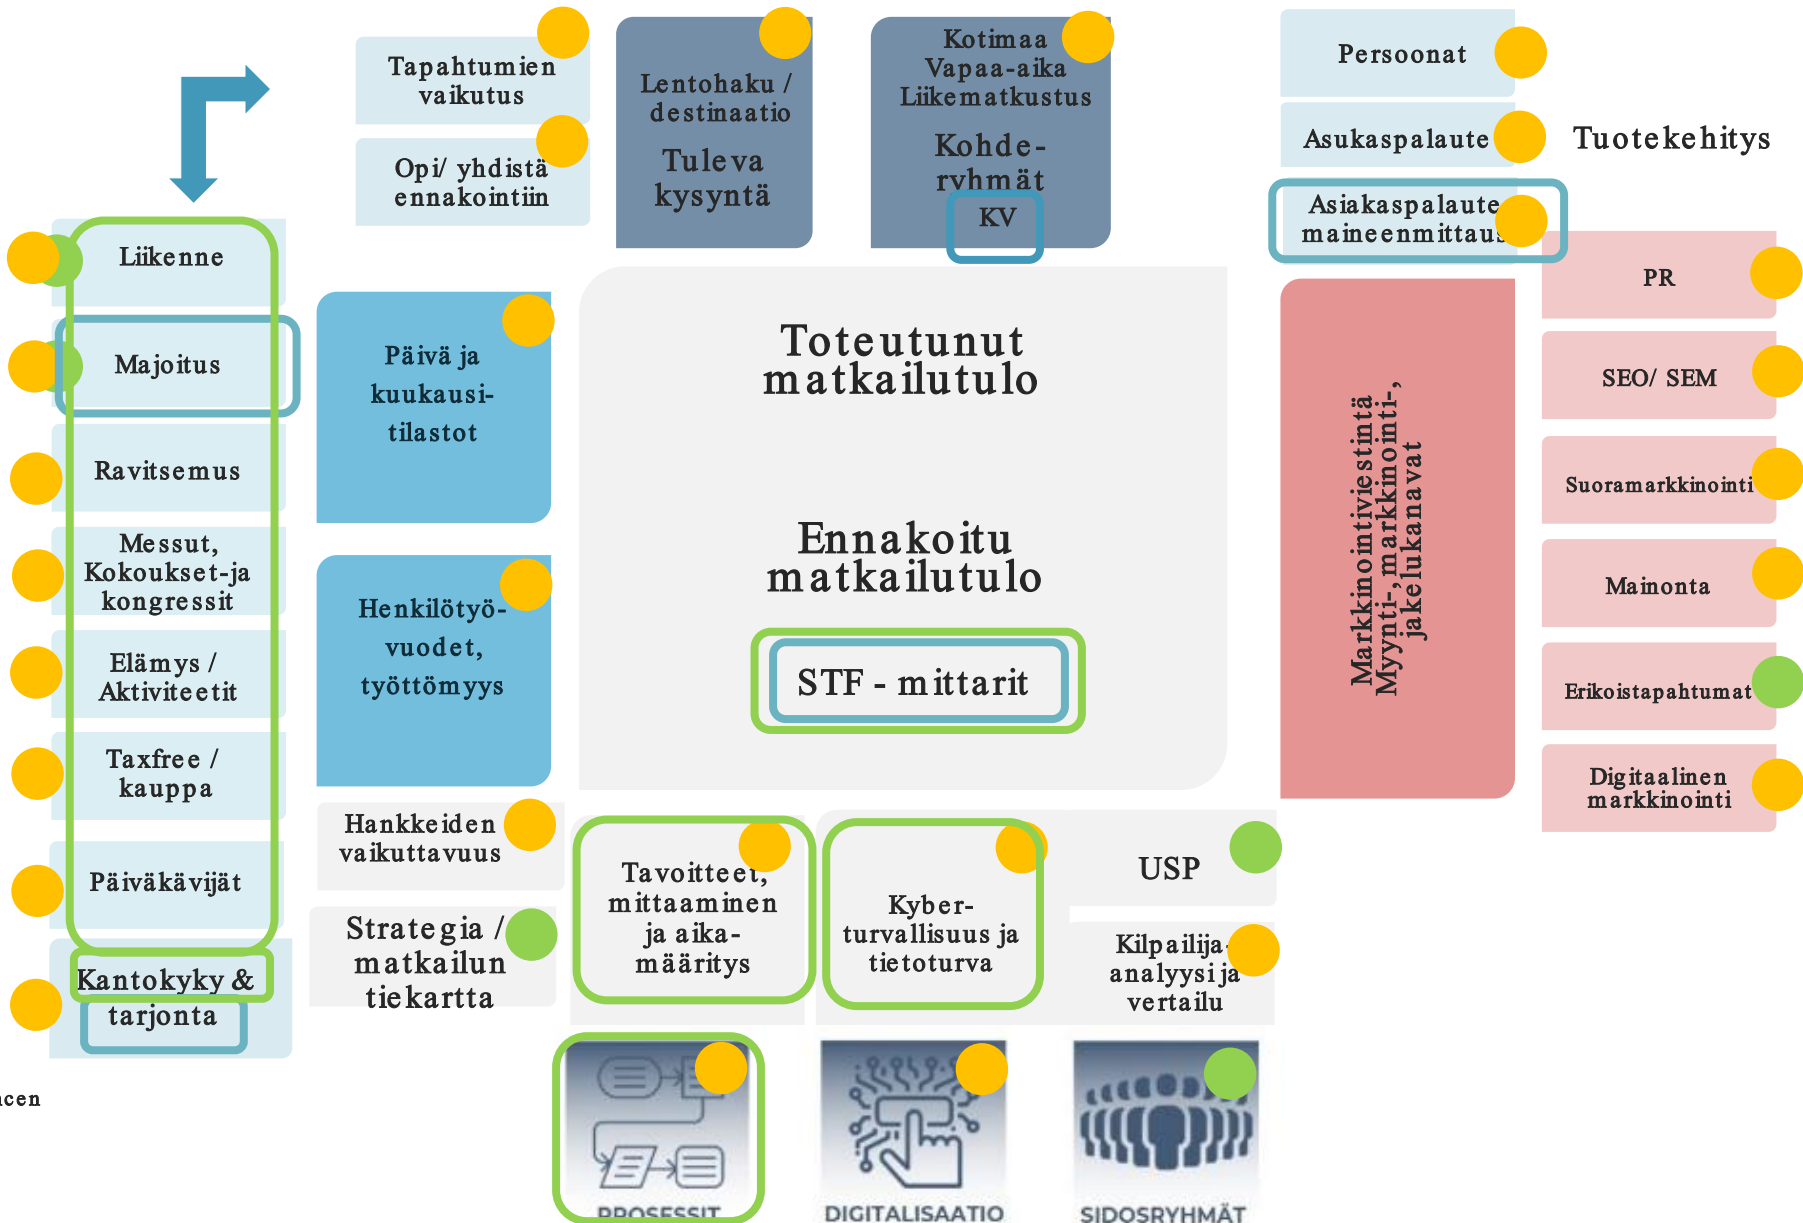 Tapahtumien
vaikutus
Opi/ yhdistä
ennakointiin
Lentohaku /
destinaatio
Tuleva
kysyntä
Kotimaa
Vapaa-aika
Liikematkustus
Kohde-
ryhmät
KV
Persoonat
Asukaspalaute
Tuotekehitys
Asiakaspalaute
maineenmittaus
Liikenne
Majoitus
Ravitsemus
Messut,
Kokoukset-ja
kongressit
Elämys /
Aktiviteetit
Taxfree /
kauppa
Päiväkävijät
Kantokyky &
tarjonta
Päivä ja
kuukausi-
tilastot
Henkilötyö-
vuodet,
työttömyys
Toteutunut
matkailutulo
Ennakoitu
matkailutulo
STF - mittarit
Markkinointiviestintä
Myynti-,markkinointi-,
jakelukanavat
PR
SEO/ SEM
Suoramarkkinointi
Mainonta
Erikoistapahtumat
Digitaalinen
markkinointi
Hankkeiden
vaikuttavuus
Strategia /
matkailun
tiekartta
Tavoitteet,
mittaaminen
ja aika-
määritys
Kyber-
turvallisuus ja
tietoturva
USP
Kilpailija-
analyysi ja
vertailu
PROSESSIT
DIGITALISAATIO
SIDOSRYHMÄT